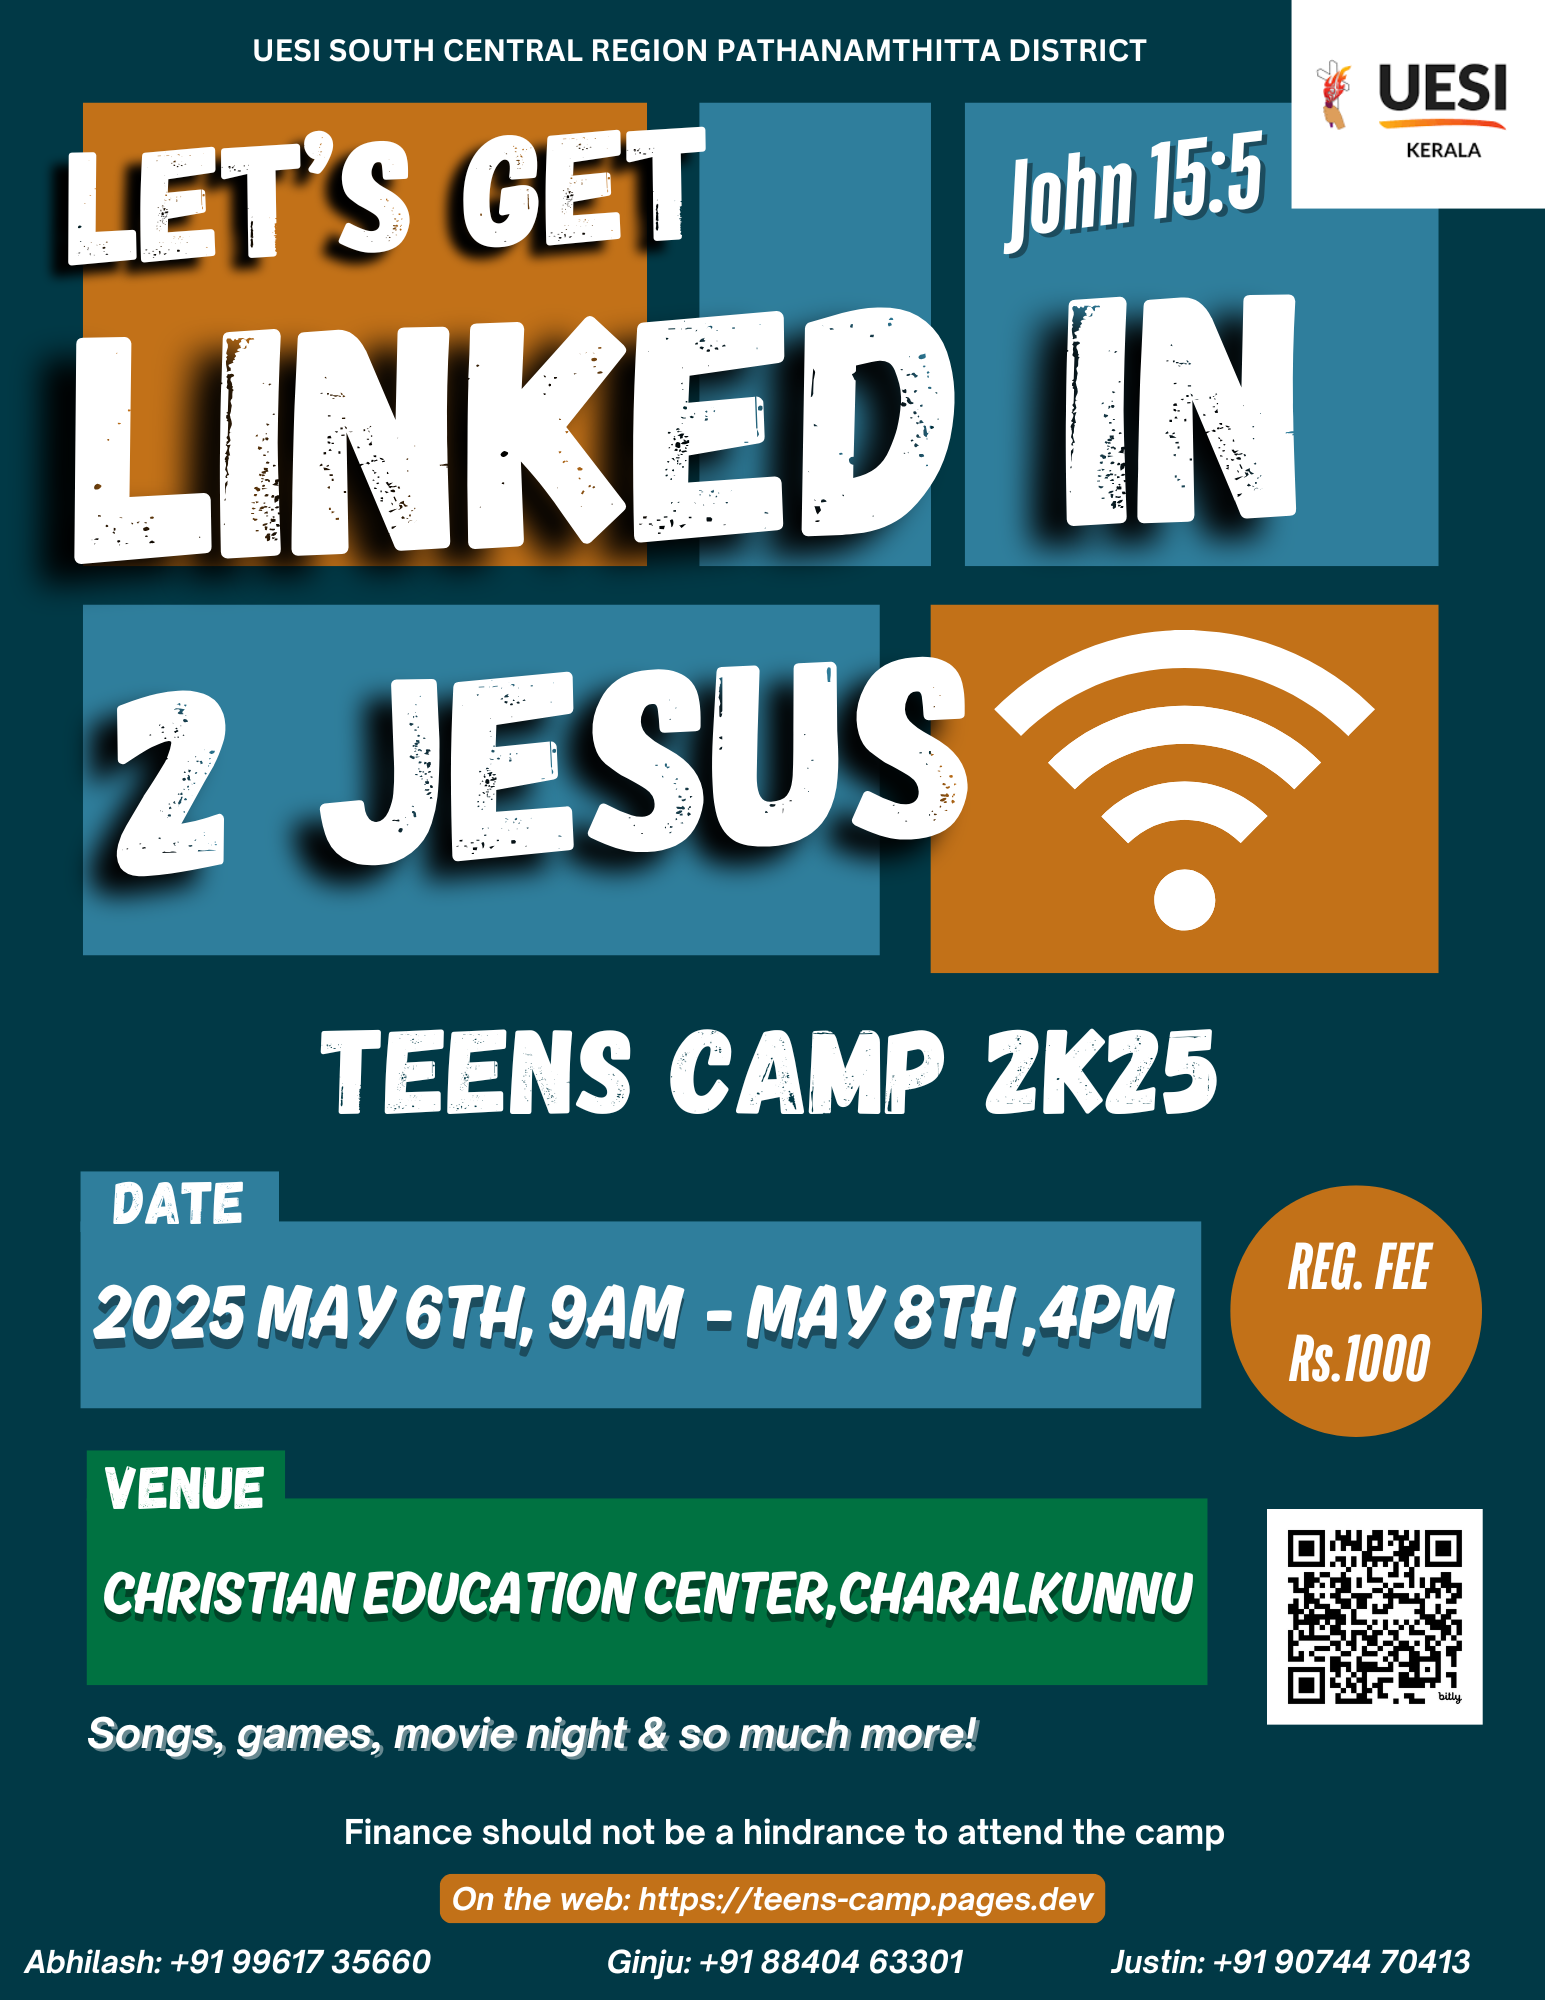 UESI SOUTH CENTRAL REGION PATHANAMTHITTA DISTRICT
UESI
KERALA
LET'S GET
John 15:5
LINKED IN
2 JESUS
TEENS CAMP 2K25
DATE
2025 MAY 6TH, 9AM - MAY 8TH ,4PM
REG. FEE
Rs.1000
VENUE
CHRISTIAN EDUCATION CENTER,CHARALKUNNU
bitly
Songs, games, movie night & so much more!
Finance should not be a hindrance to attend the camp
On the web: https://teens-camp.pages.dev
Abhilash: +91 99617 35660
Ginju: +91 88404 63301
Justin: +91 90744 70413